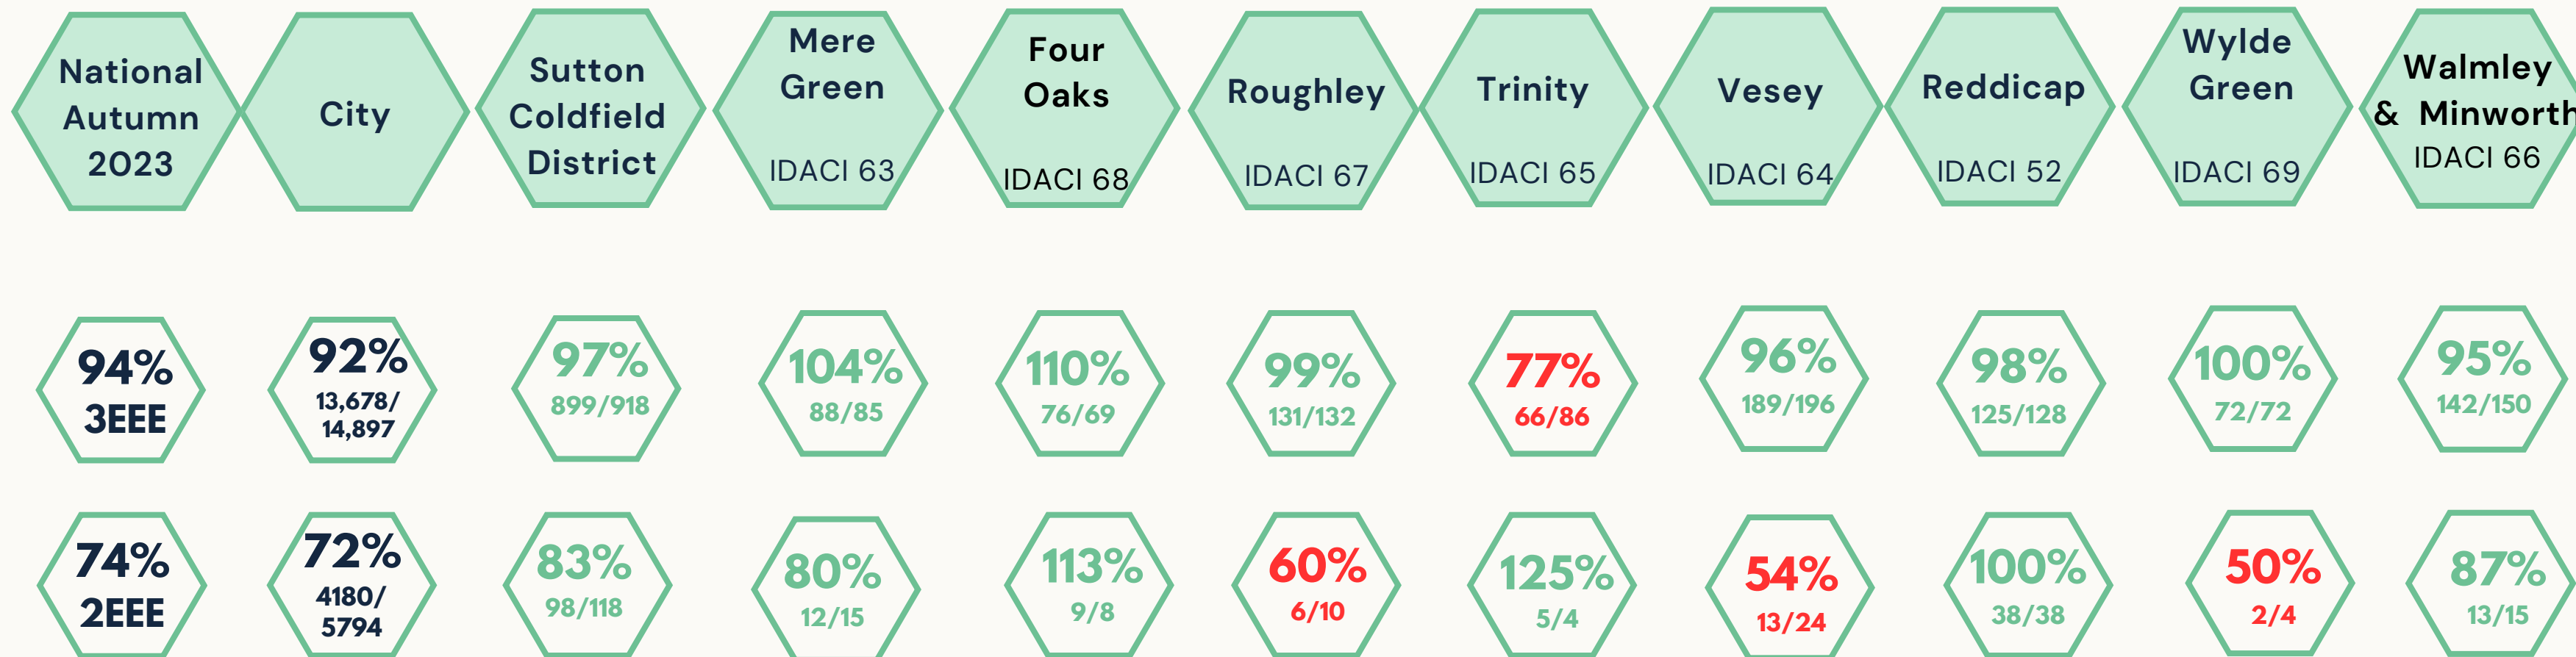 National
Autumn
2023
City
Sutton
Coldfield
District
Mere
Green
IDACI 63
Four
Oaks
IDACI 68
Roughley
IDACI 67
Trinity
IDACI 65
Vesey
IDACI 64
Reddicap
IDACI 52
Wylde
Green
IDACI 69
Walmley
& Minworth
IDACI 66
94%
3EEE
92%
13,678/
14,897
97%
899/918
104%
88/85
110%
76/69
99%
131/132
77%
66/86
96%
189/196
98%
125/128
100%
72/72
95%
142/150
74%
2EEE
72%
4180/
5794
83%
98/118
80%
12/15
113%
9/8
60%
6/10
125%
5/4
54%
13/24
100%
38/38
50%
2/4
87%
13/15